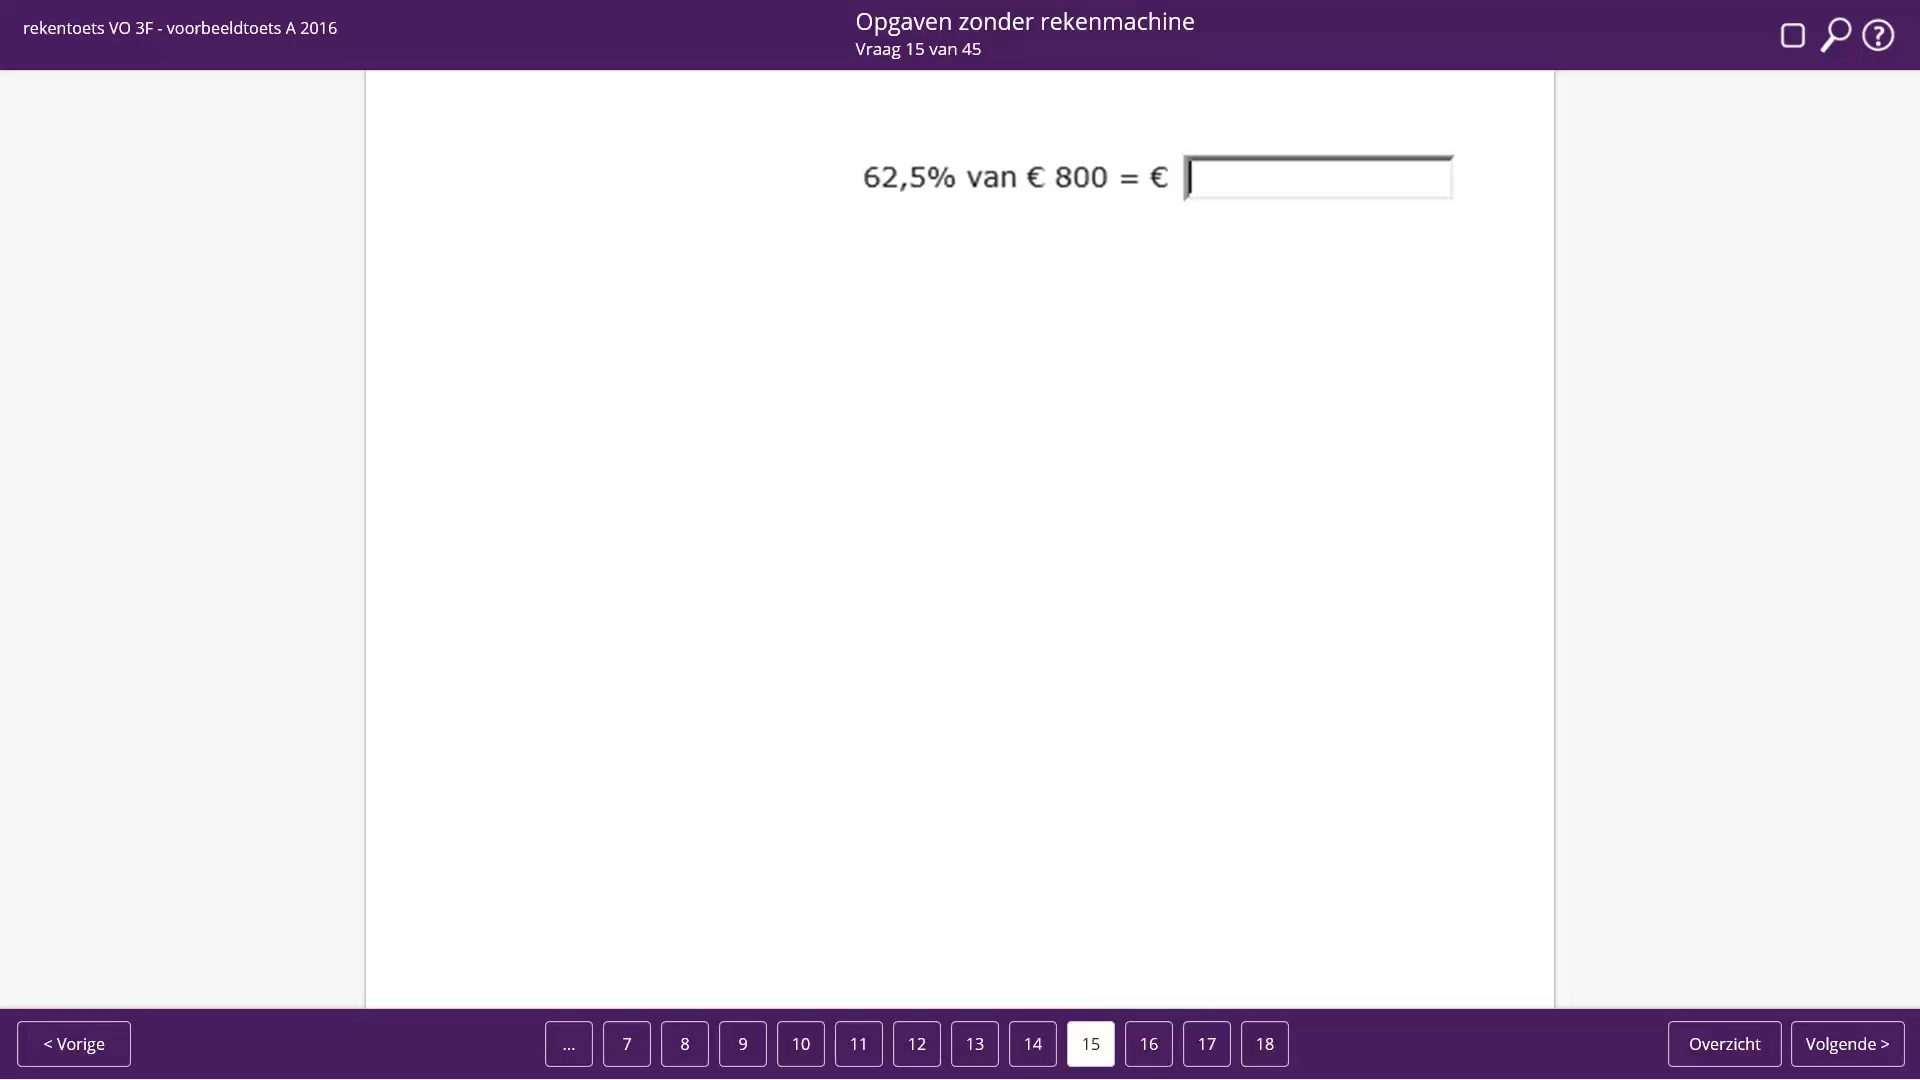 rekentoets VO 3F - voorbeeldtoets A 2016
Opgaven zonder rekenmachine
Vraag 15 van 45
?
62,5% van € 800 = €
< Vorige
... 7 8 9 10 11 12 13 14 15 16 17 18
Overzicht
Volgende >